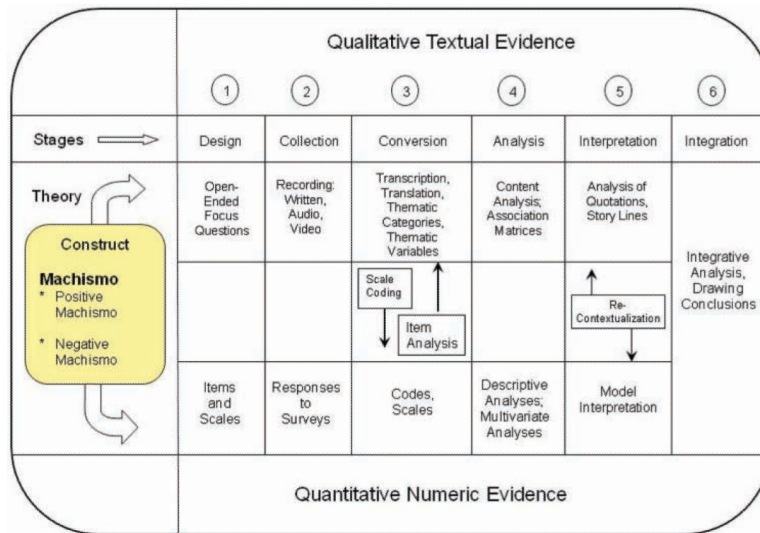 Qualitative Textual Evidence
1 2 3 4 5 6
Stages Design Collection Conversion Analysis Interpretation Integration
Theory
Construct
Machismo
* Positive
Machismo
* Negative
Machismo
Open-
Ended
Focus
Questions
Recording:
Written,
Audio,
Video
Transcription,
Translation,
Thematic
Categories,
Thematic
Variables
Content
Analysis;
Association
Matrices
Analysis of
Quotations,
Story Lines
Scale
Coding
Item
Analysis
Re-
Contextualization
Integrative
Analysis,
Drawing
Conclusions
Items
and
Scales
Responses
to
Surveys
Codes,
Scales
Descriptive
Analyses;
Multivariate
Analyses
Model
Interpretation
Quantitative Numeric Evidence